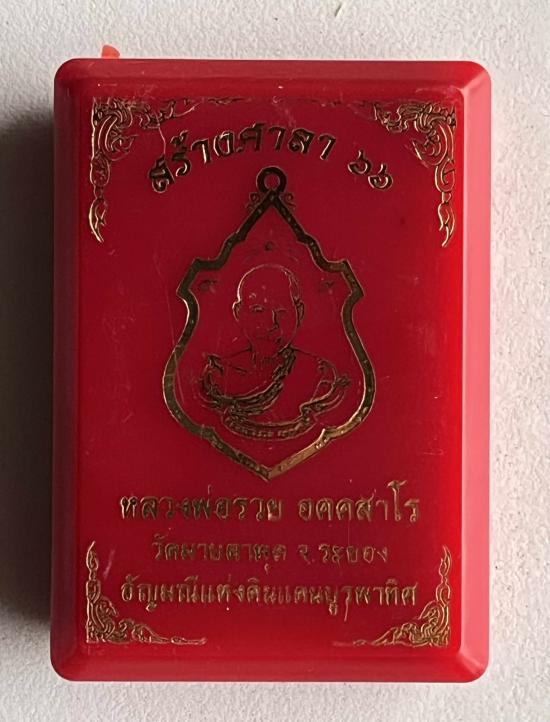 สร้างศาลา ๖๖
หลวงพ่อรวย อคคสาโร
วัดมาบตาพุด จ.ระยอง
อัญมณีแห่งดินแดนบูรพาทิศ